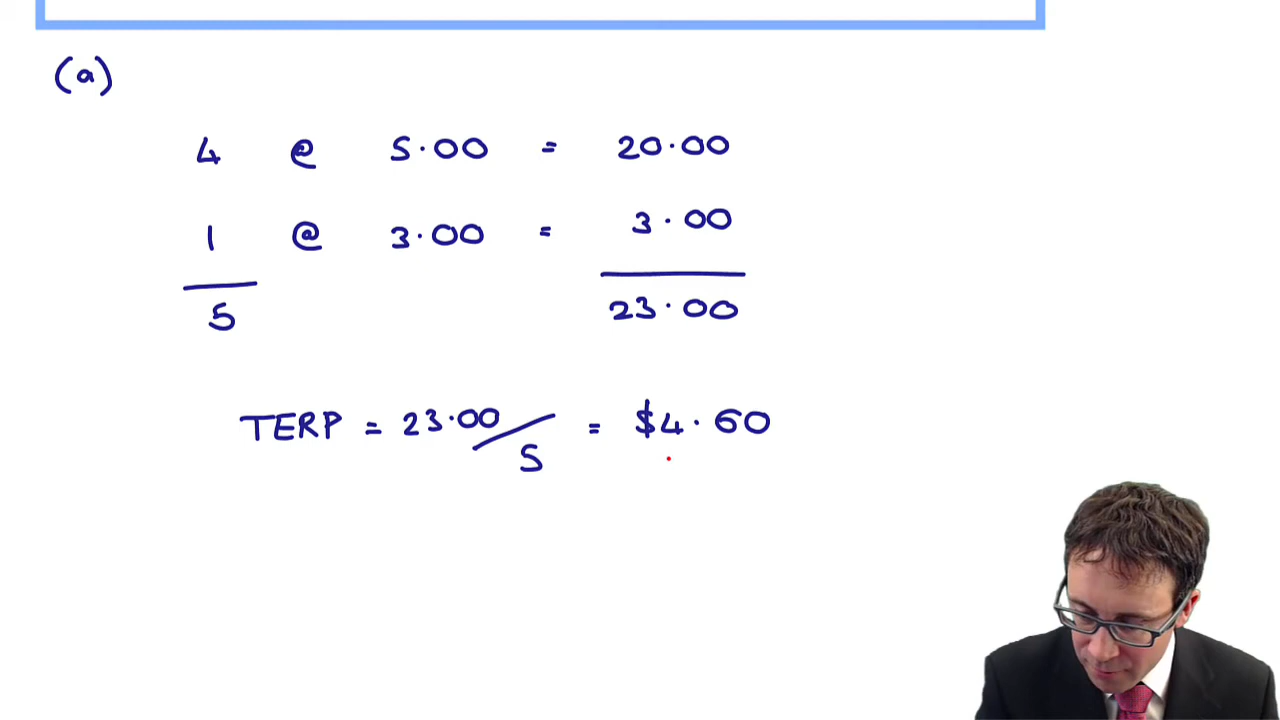 (a)
4 @ 5.00 = 20.00
1 @ 3.00 = 3.00
5 23.00
TERP = 23.00/5 = $4.60